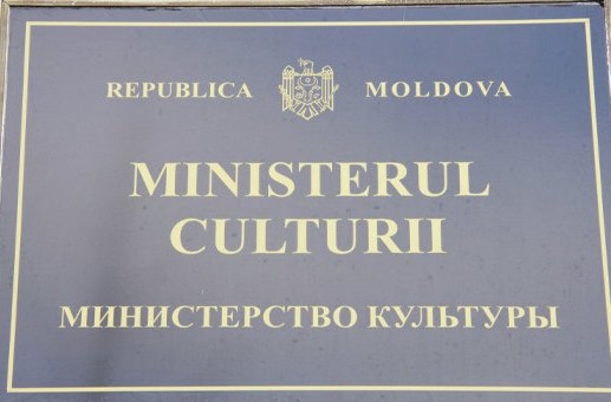 REPUBLICA MOLDOVA
MINISTERUL
CULTURII
МИНИСТЕРСТВО КУЛЬТУРЫ